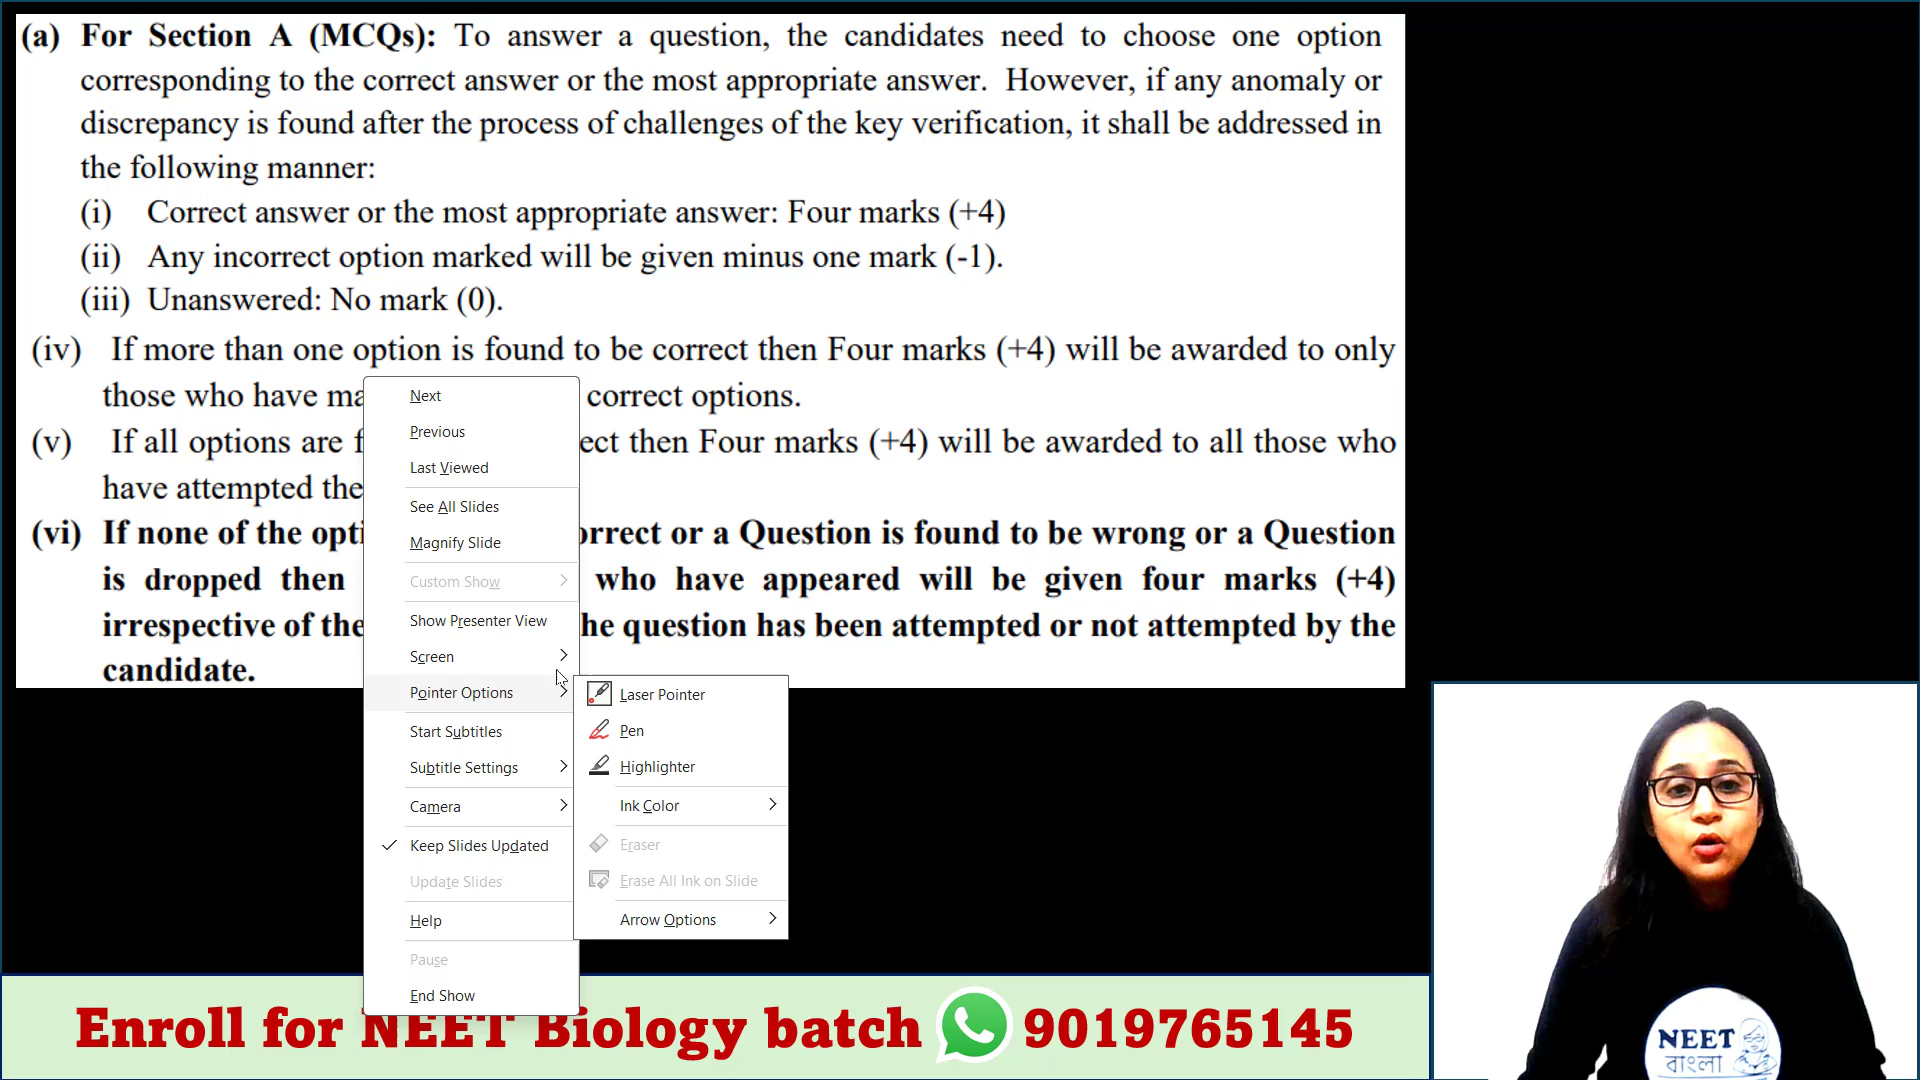 (a) For Section A (MCQs): To answer a question, the candidates need to choose one option
corresponding to the correct answer or the most appropriate answer. However, if any anomaly or
discrepancy is found after the process of challenges of the key verification, it shall be addressed in
the following manner:
(i) Correct answer or the most appropriate answer: Four marks (+4)
(ii) Any incorrect option marked will be given minus one mark (-1).
(iii) Unanswered: No mark (0).
(iv) If more than one option is found to be correct then Four marks (+4) will be awarded to only
those who have ma correct options.
(v) If all options are f ect then Four marks (+4) will be awarded to all those who
have attempted the
(vi) If none of the opti orrect or a Question is found to be wrong or a Question
is dropped then who have appeared will be given four marks (+4)
irrespective of the he question has been attempted or not attempted by the
candidate.
Next
Previous
Last Viewed
See All Slides
Magnify Slide
Custom Show
Show Presenter View
Screen
Pointer Options
Start Subtitles
Subtitle Settings
Camera
Keep Slides Updated
Update Slides
Help
Pause
End Show
Laser Pointer
Pen
Highlighter
Ink Color
Eraser
Erase All Ink on Slide
Arrow Options
Enroll for NEET Biology batch 9019765145
NEET
বাংলা